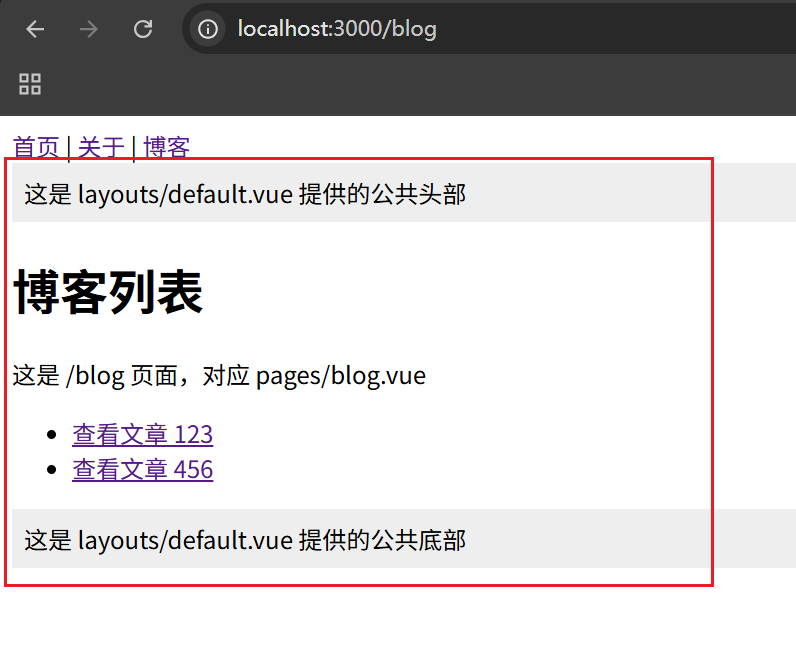 localhost:3000/blog
首页 | 关于 | 博客
这是 layouts/default.vue 提供的公共头部
博客列表
这是 /blog 页面，对应 pages/blog.vue
查看文章 123
查看文章 456
这是 layouts/default.vue 提供的公共底部